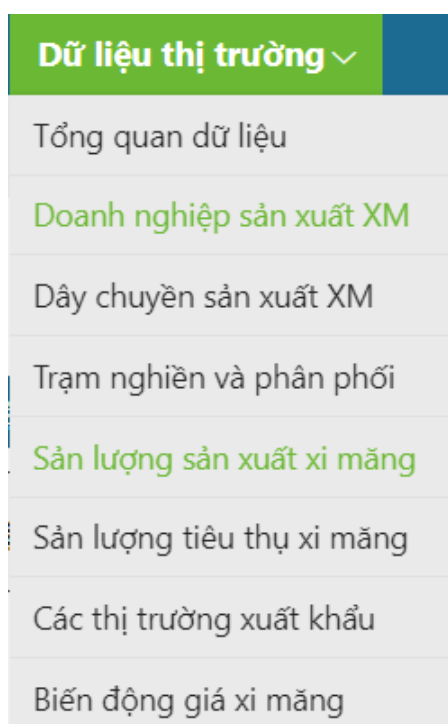 Dữ liệu thị trường
Tổng quan dữ liệu
Doanh nghiệp sản xuất XM
Dây chuyền sản xuất XM
Trạm nghiền và phân phối
Sản lượng sản xuất xi măng
Sản lượng tiêu thụ xi măng
Các thị trường xuất khẩu
Biến động giá xi măng